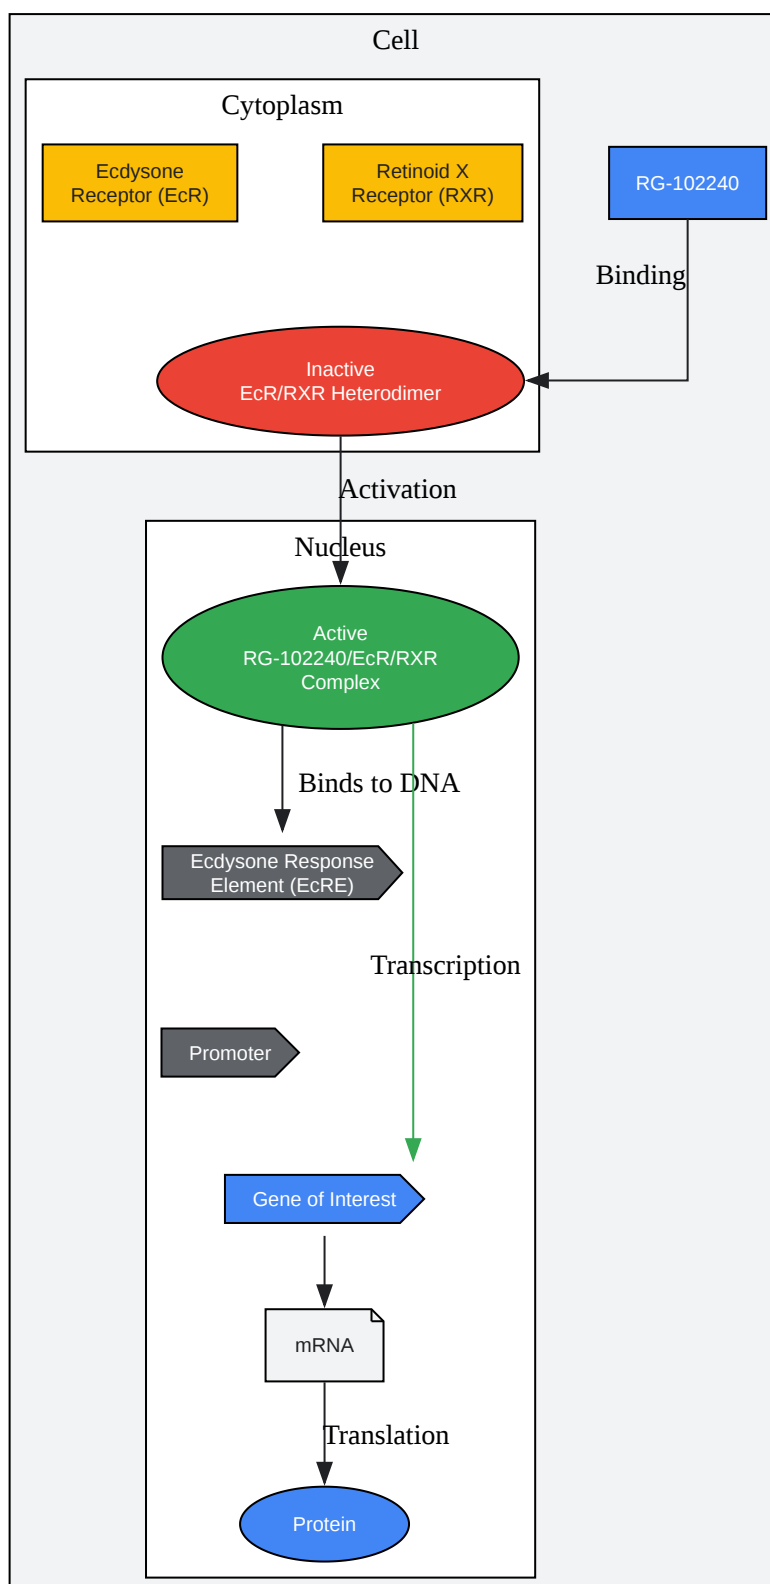 Cell
Cytoplasm
Ecdysone
Receptor (EcR)
Retinoid X
Receptor (RXR)
RG-102240
Binding
Inactive
EcR/RXR Heterodimer
Activation
Nucleus
Active
RG-102240/EcR/RXR
Complex
Binds to DNA
Ecdysone Response
Element (EcRE)
Transcription
Promoter
Gene of Interest
mRNA
Translation
Protein